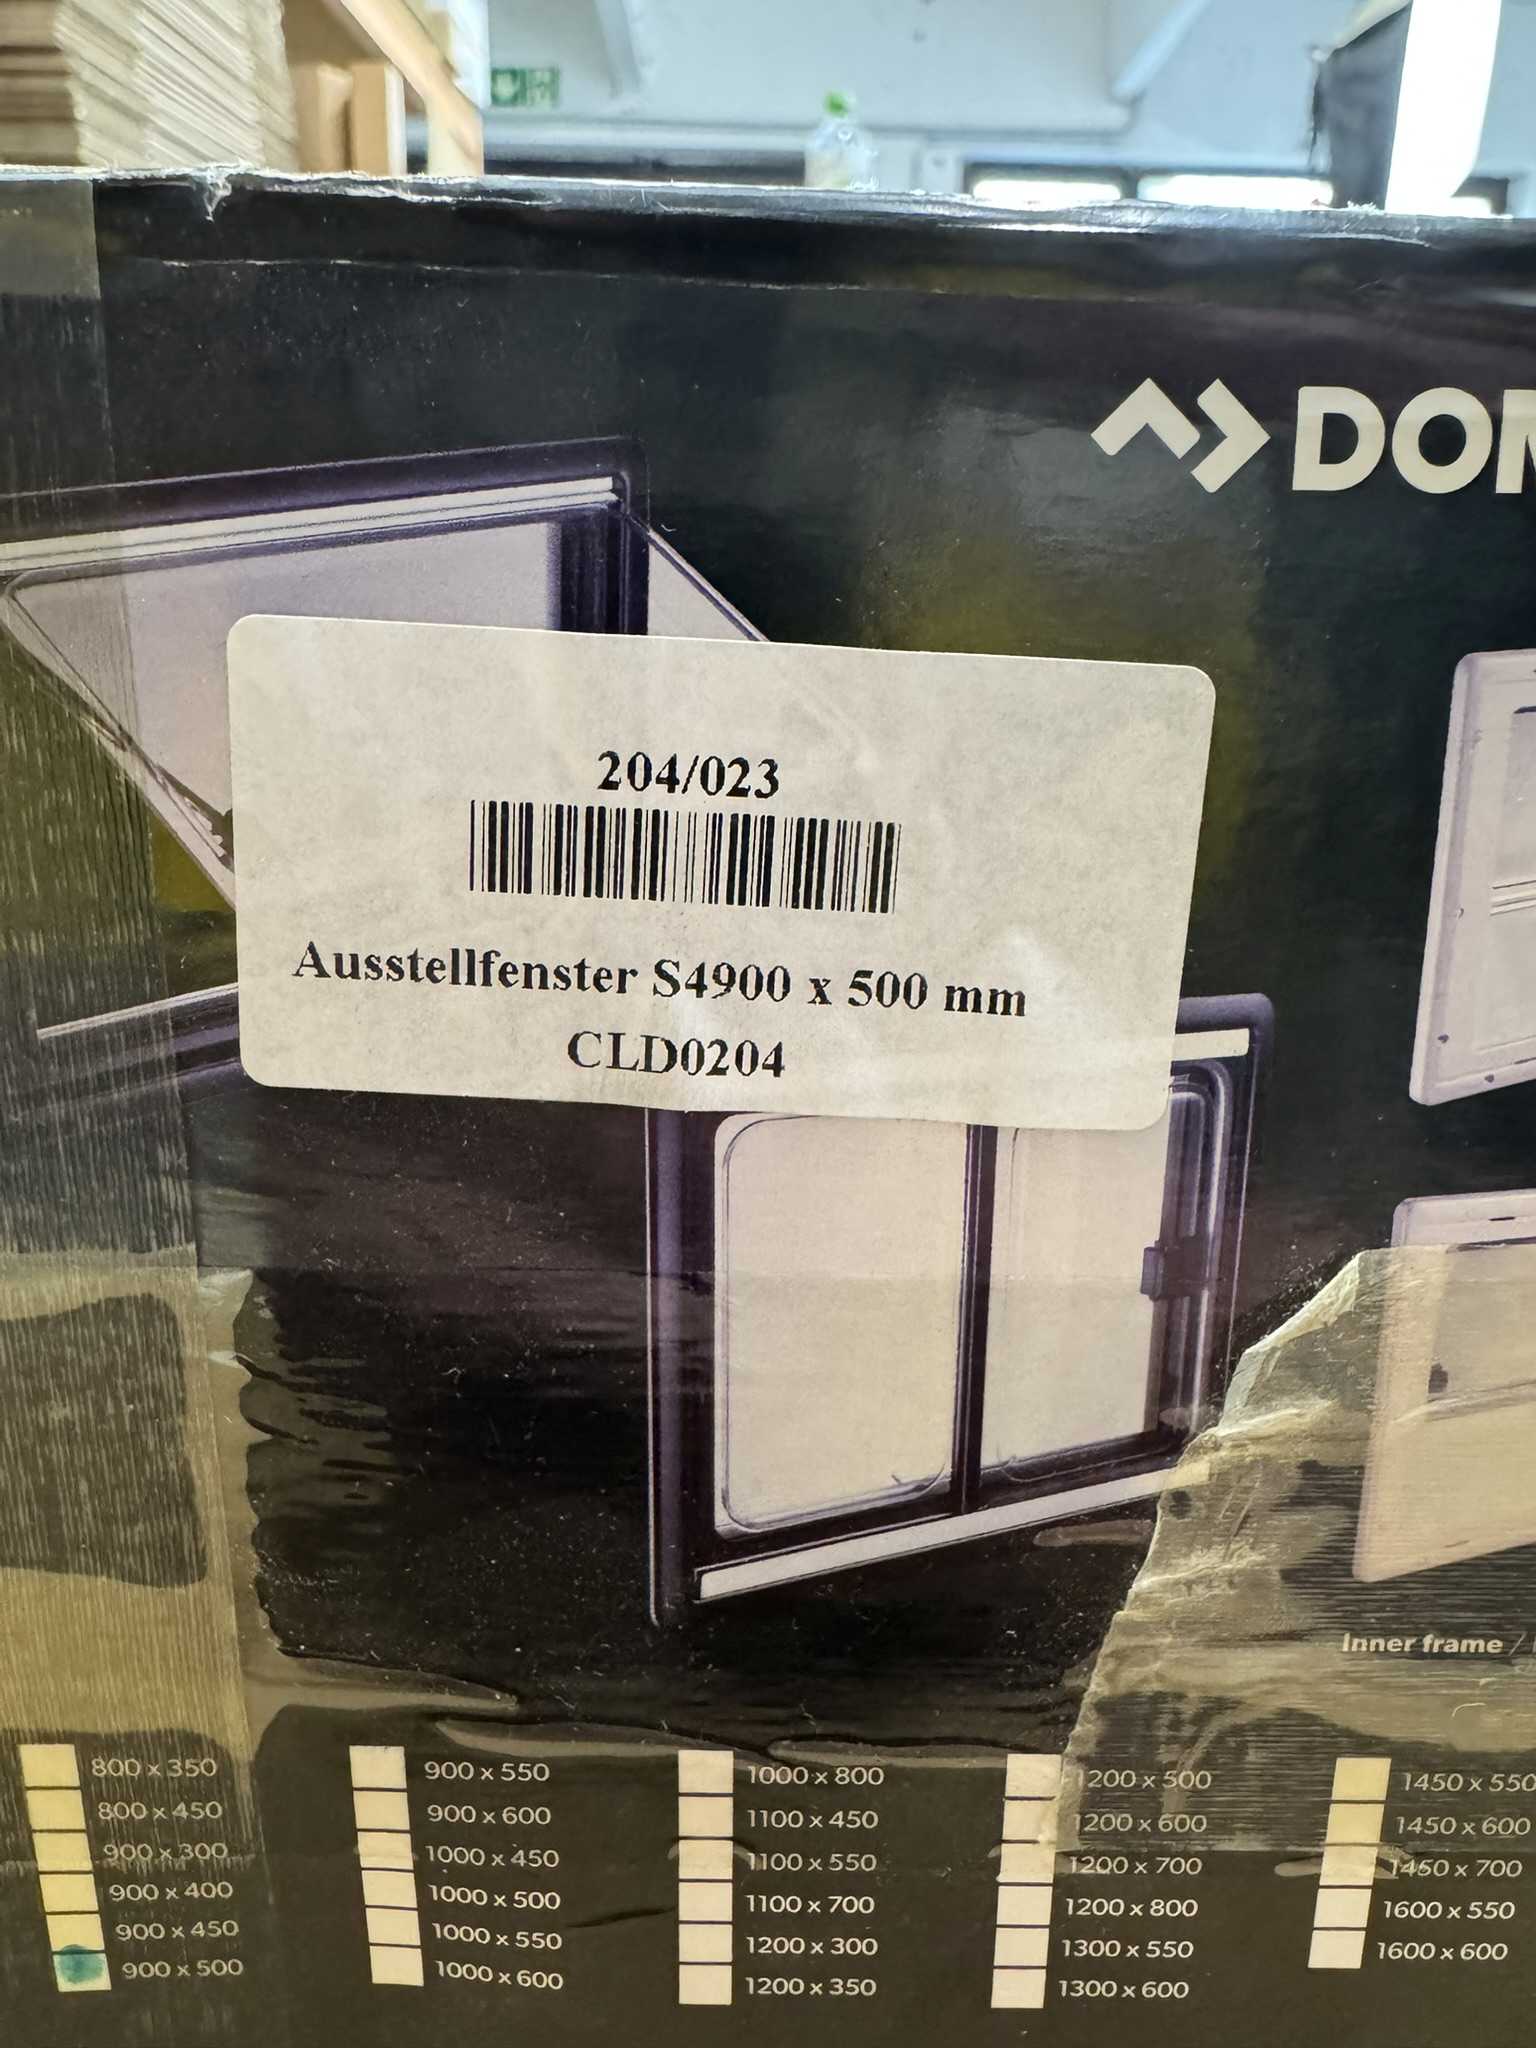 DOM
204/023
Ausstellfenster S4900 x 500 mm
CLD0204
Inner frame /
800 x 350
800 x 450
900 x 300
900 x 400
900 x 450
900 x 500
900 x 550
900 x 600
1000 x 450
1000 x 500
1000 x 550
1000 x 600
1000 x 800
1100 x 450
1100 x 550
1100 x 700
1200 x 300
1200 x 350
1200 x 500
1200 x 600
1200 x 700
1200 x 800
1300 x 550
1300 x 600
1450 x 550
1450 x 600
1450 x 700
1600 x 550
1600 x 600